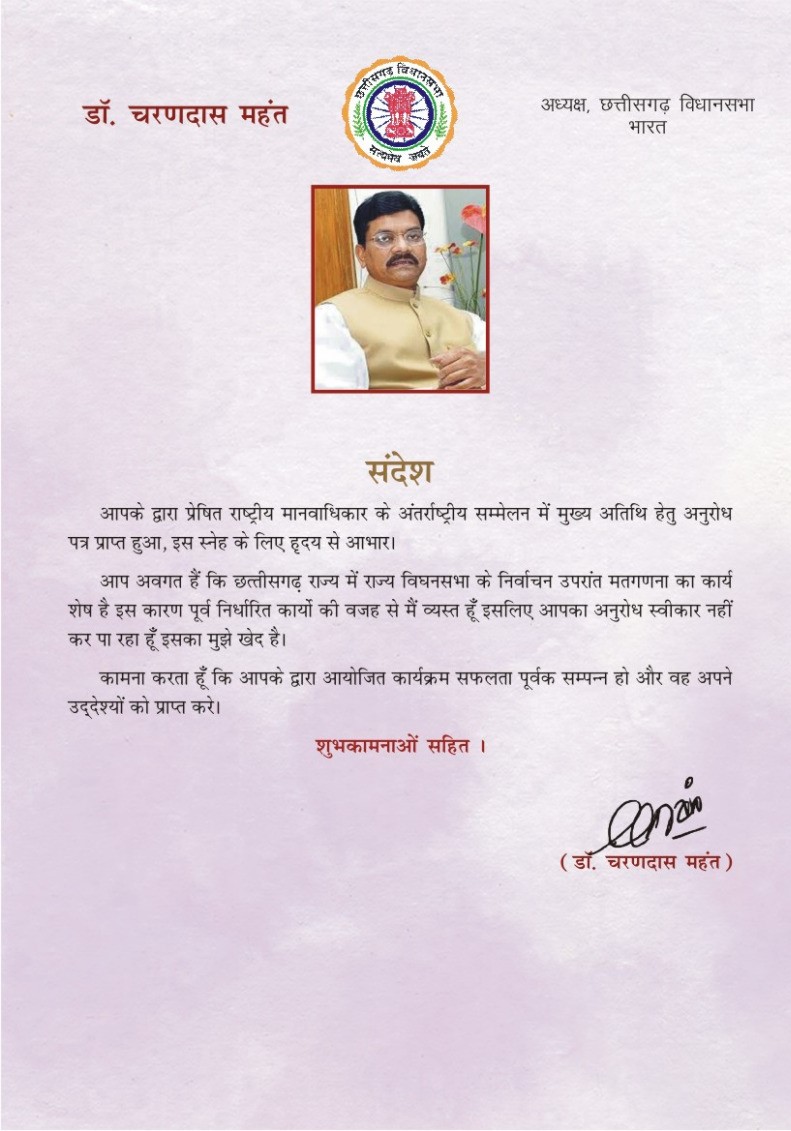 डॉ. चरणदास महंत
छत्तीसगढ़ विधानसभा
सत्यमेव जयते
अध्यक्ष, छत्तीसगढ़ विधानसभा
भारत
संदेश
आपके द्वारा प्रेषित राष्ट्रीय मानवाधिकार के अंतर्राष्ट्रीय सम्मेलन में मुख्य अतिथि हेतु अनुरोध
पत्र प्राप्त हुआ, इस स्नेह के लिए हृदय से आभार।
आप अवगत हैं कि छत्तीसगढ़ राज्य में राज्य विघनसभा के निर्वाचन उपरांत मतगणना का कार्य
शेष है इस कारण पूर्व निर्धारित कार्यो की वजह से मैं व्यस्त हूँ इसलिए आपका अनुरोध स्वीकार नहीं
कर पा रहा हूँ इसका मुझे खेद है।
कामना करता हूँ कि आपके द्वारा आयोजित कार्यक्रम सफलता पूर्वक सम्पन्न हो और वह अपने
उद्देश्यों को प्राप्त करे।
शुभकामनाओं सहित ।
( डॉ. चरणदास महंत )